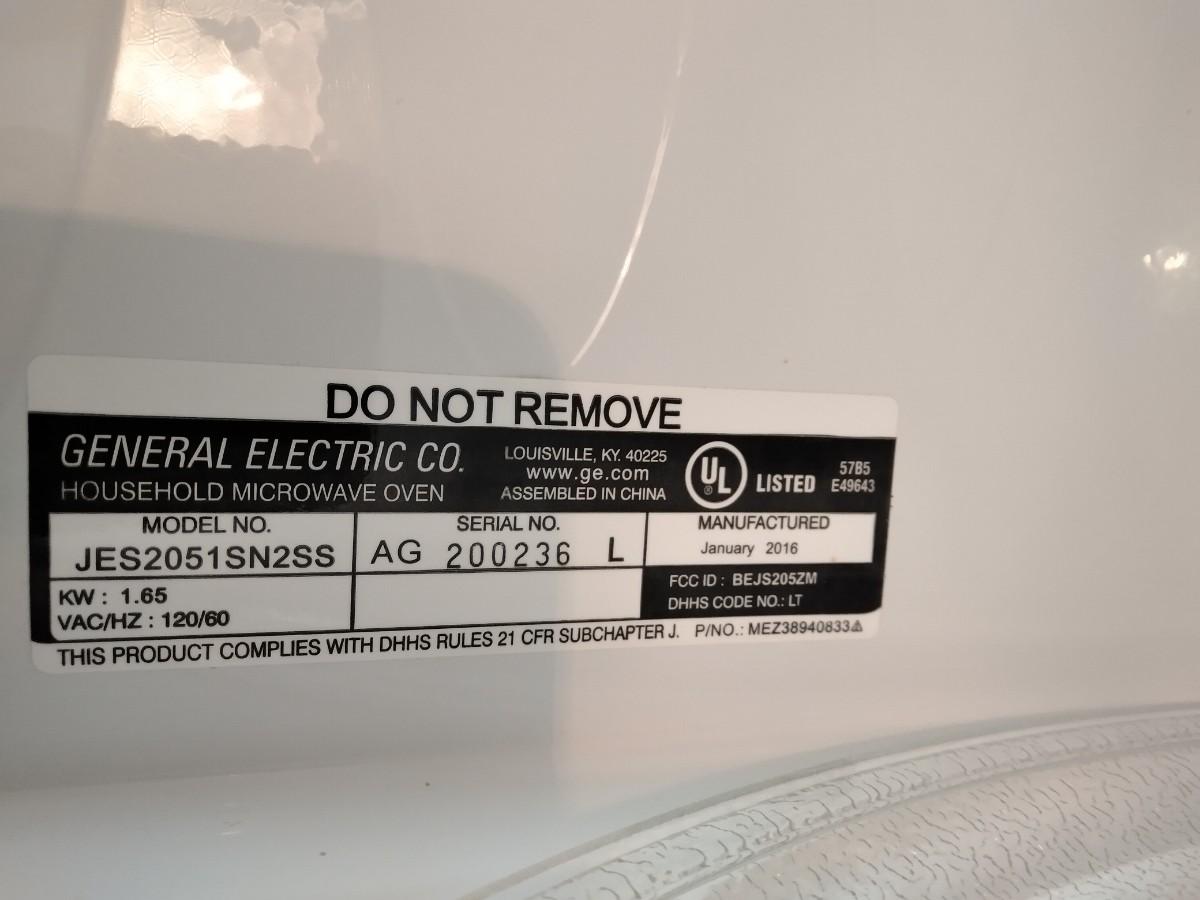 DO NOT REMOVE
GENERAL ELECTRIC CO.
HOUSEHOLD MICROWAVE OVEN
LOUISVILLE, KY. 40225
www.ge.com
ASSEMBLED IN CHINA
UL ® LISTED
57B5
E49643
MODEL NO.
JES2051SN2SS
SERIAL NO.
AG 200236 L
MANUFACTURED
January 2016
KW : 1.65
VAC/HZ : 120/60
FCC ID : BEJS205ZM
DHHS CODE NO.: LT
THIS PRODUCT COMPLIES WITH DHHS RULES 21 CFR SUBCHAPTER J. P/NO.: MEZ38940833